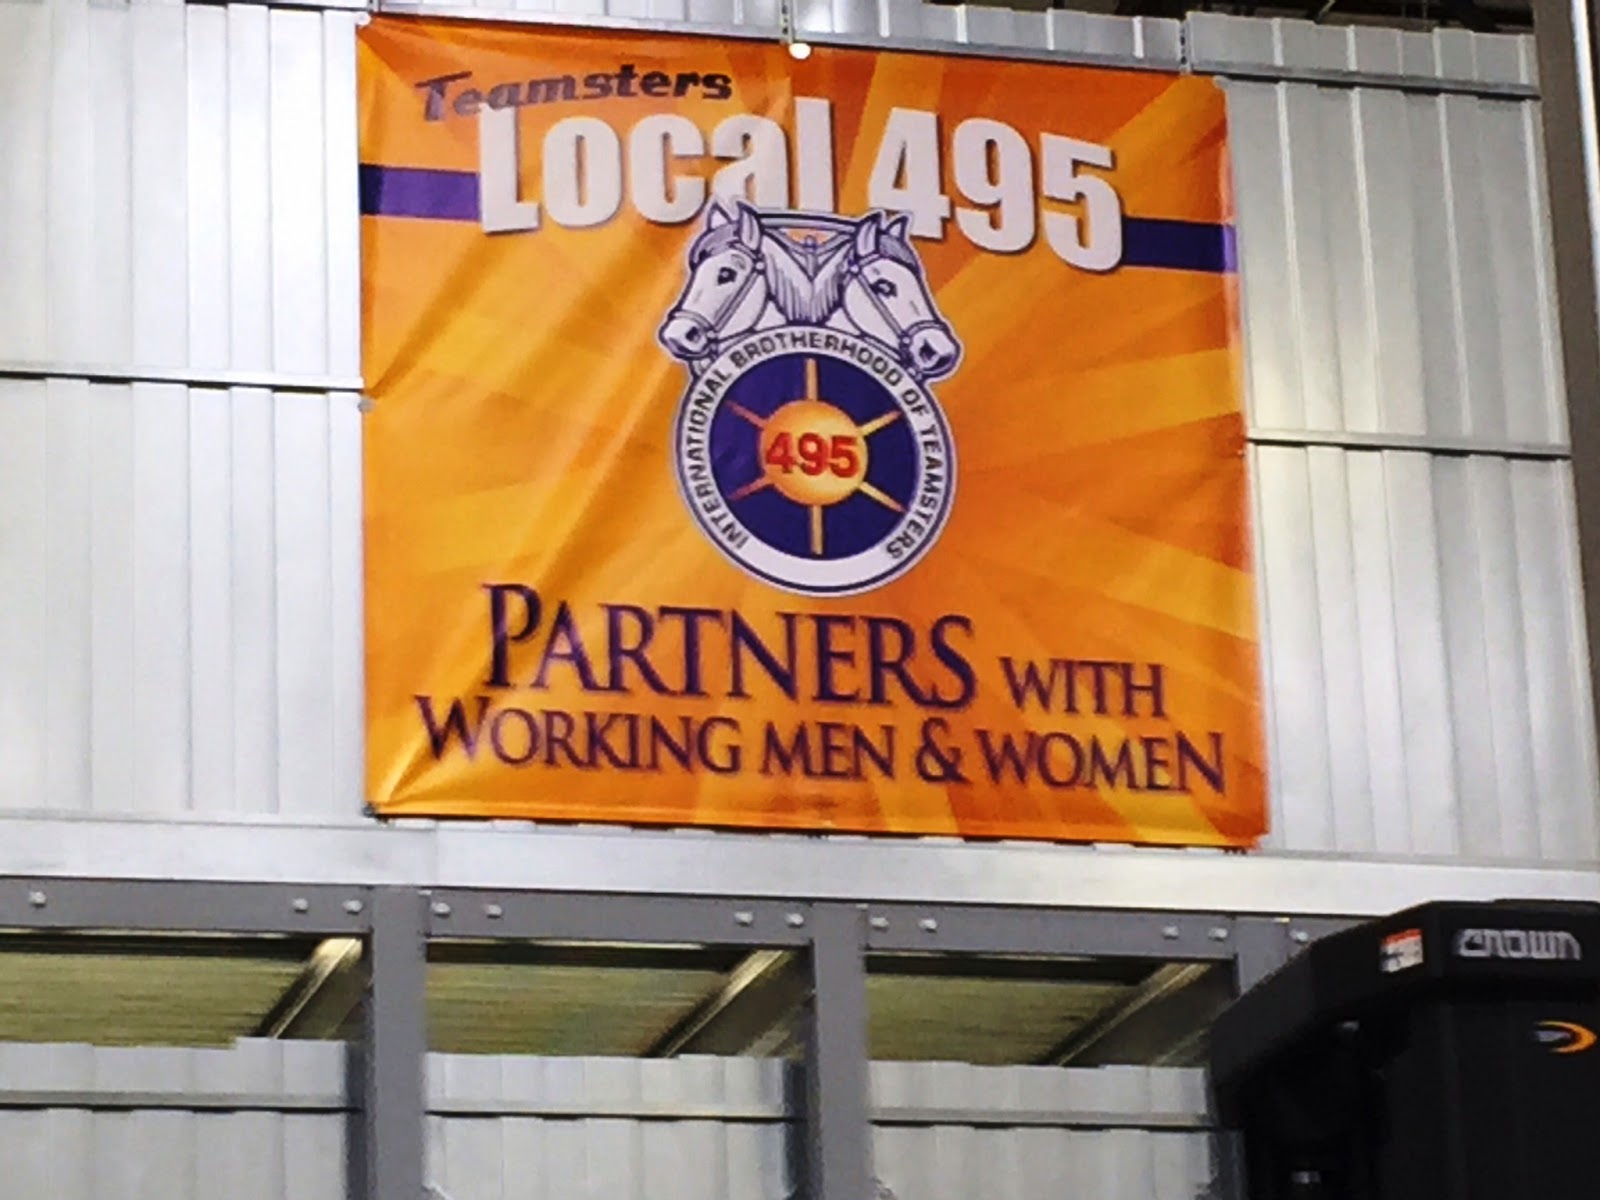 Teamsters
Local 495
INTERNATIONAL BROTHERHOOD OF TEAMSTERS
495
PARTNERS WITH
WORKING MEN & WOMEN
CROWN